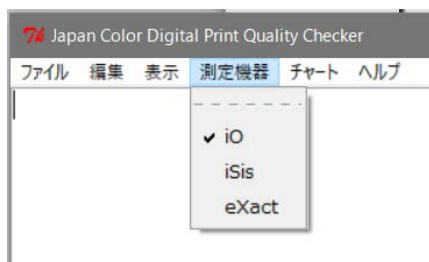 Japan Color Digital Print Quality Checker
ファイル 編集 表示 測定機器 チャート ヘルプ
iO
iSis
eXact